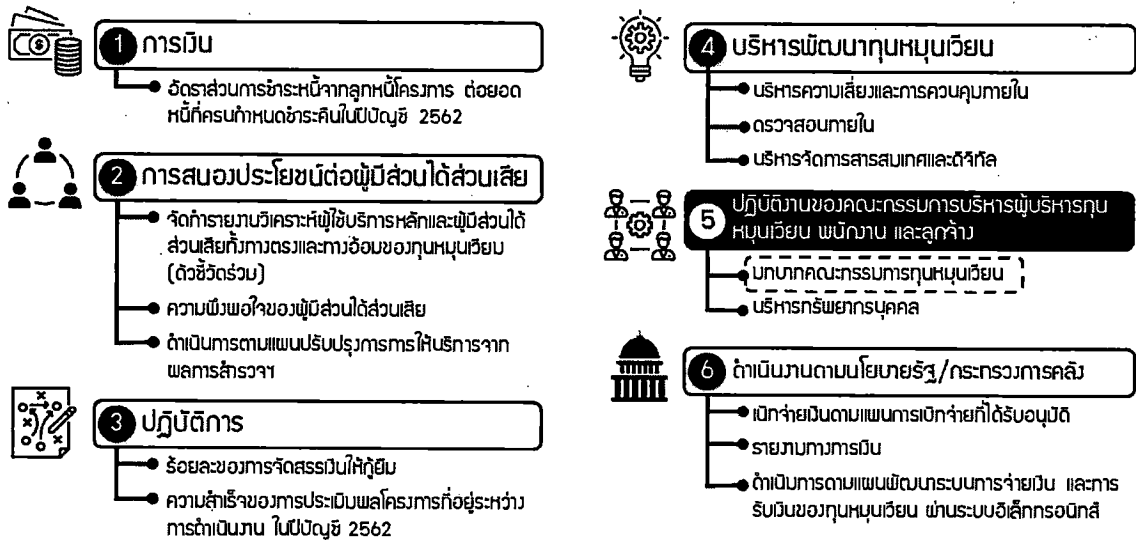 1 การเงิน
อัตราส่วนการชำระหนี้จากลูกหนี้โครงการ ต่อยอด
หนี้ที่ครบกำหนดชำระคืนในปีบัญชี 2562
2 การสนองประโยชน์ต่อผู้มีส่วนได้ส่วนเสีย
จัดทำรายงานวิเคราะห์ผู้ใช้บริการหลักและผู้มีส่วนได้
ส่วนเสียทั้งทางตรงและทางอ้อมของทุนหมุนเวียน
(ตัวชี้วัดร่วม)
ความพึงพอใจของผู้มีส่วนได้ส่วนเสีย
ดำเนินการตามแผนปรับปรุงการการให้บริการจาก
ผลการสำรวจฯ
3 ปฏิบัติการ
ร้อยละของการจัดสรรเงินให้กู้ยืม
ความสำเร็จของการประเมินผลโครงการที่อยู่ระหว่าง
การดำเนินงาน ในปีบัญชี 2562
4 บริหารพัฒนาทุนหมุนเวียน
บริหารความเสี่ยงและการควบคุมภายใน
ตรวจสอบภายใน
บริหารจัดการสารสนเทศและดิจิทัล
5 ปฏิบัติงานของคณะกรรมการบริหารผู้บริหารทุน
หมุนเวียน พนักงาน และลูกจ้าง
บทบาทคณะกรรมการทุนหมุนเวียน
บริหารทรัพยากรบุคคล
6 ดำเนินงานตามนโยบายรัฐ/กระทรวงการคลัง
เบิกจ่ายเงินตามแผนการเบิกจ่ายที่ได้รับอนุมัติ
รายงานทางการเงิน
ดำเนินการตามแผนพัฒนาระบบการจ่ายเงิน และการ
รับเงินของทุนหมุนเวียน ผ่านระบบอิเล็กทรอนิกส์